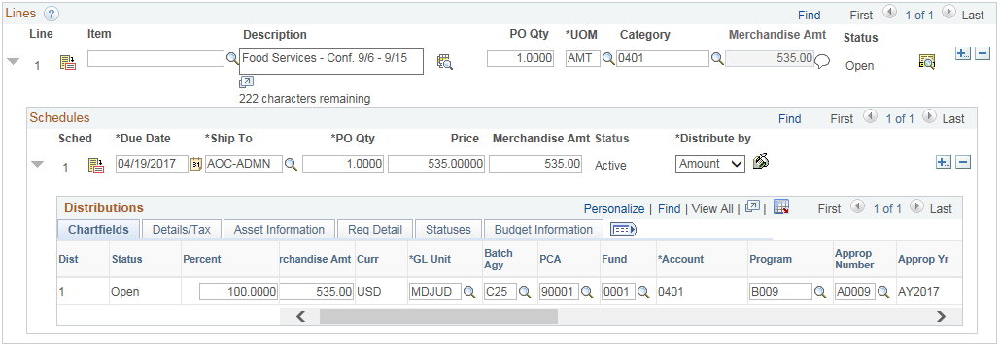 Lines ? Find First 1 of 1 Last
Line Item Description PO Qty *UOM Category Merchandise Amt Status
1 Food Services - Conf. 9/6 - 9/15 1.0000 AMT 0401 535.00 Open
222 characters remaining
Schedules Find First 1 of 1 Last
Sched *Due Date *Ship To *PO Qty Price Merchandise Amt Status *Distribute by
1 04/19/2017 31 AOC-ADMN 1.0000 535.00000 535.00 Active Amount
Distributions Personalize | Find | View All | | First 1 of 1 Last
Chartfields Details/Tax Asset Information Req Detail Statuses Budget Information
Dist Status Percent rchandise Amt Curr *GL Unit Batch Agy PCA Fund *Account Program Approp Number Approp Yr
1 Open 100.0000 535.00 USD MDJUD C25 90001 0001 0401 B009 A0009 AY2017